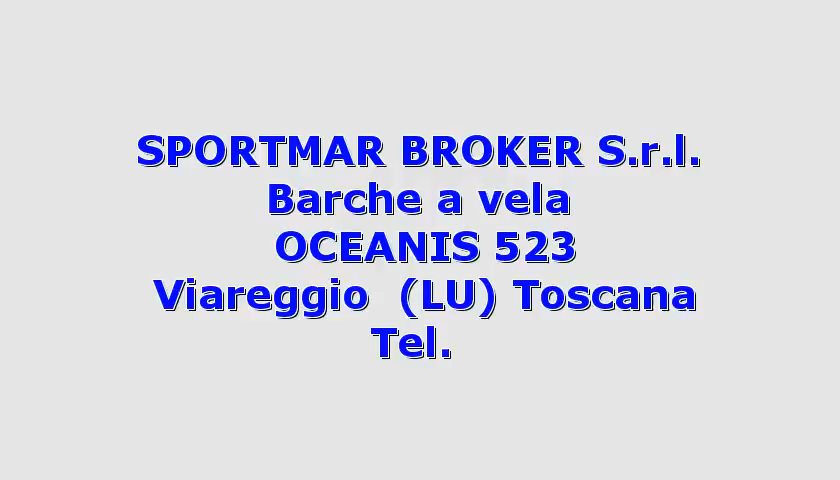 SPORTMAR BROKER S.r.l.
Barche a vela
OCEANIS 523
Viareggio  (LU) Toscana
Tel.